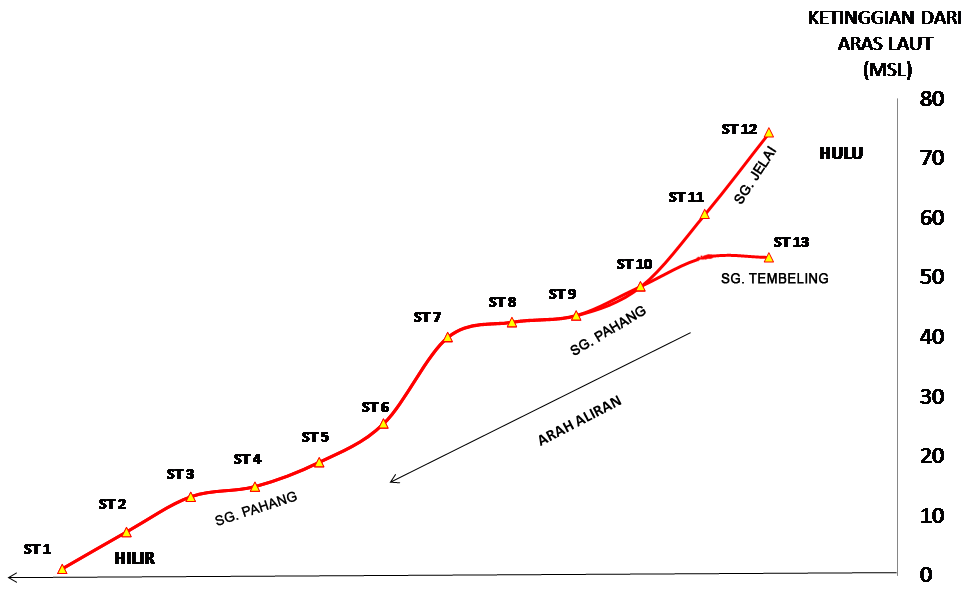 KETINGGIAN DARI
ARAS LAUT
(MSL)
80
ST12
HULU
70
SG. JELAI
ST11
60
ST13
ST10
SG. TEMBELING
50
ST9
ST8
ST7
SG. PAHANG
40
ARAH ALIRAN
30
ST6
ST5
20
ST4
ST3
SG. PAHANG
10
ST2
ST1
HILIR
0